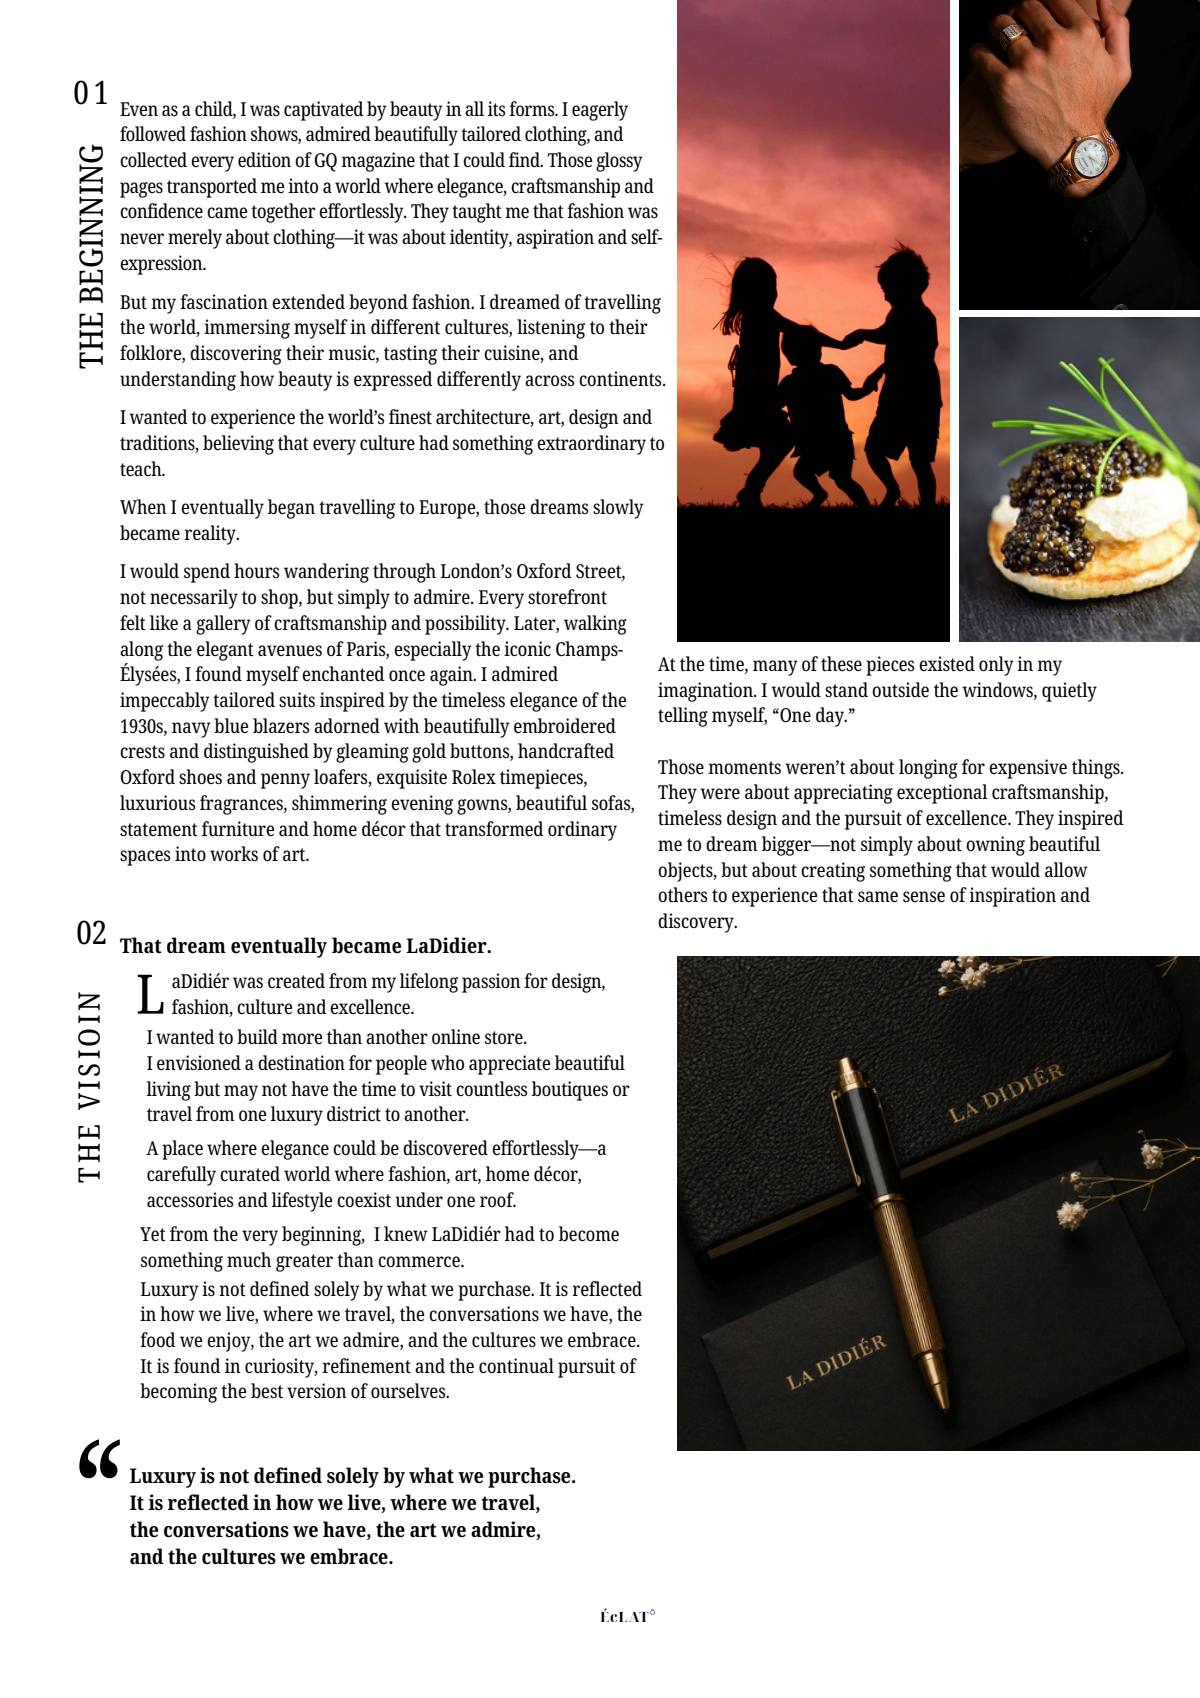 01
THE BEGINNING
Even as a child, I was captivated by beauty in all its forms. I eagerly
followed fashion shows, admired beautifully tailored clothing, and
collected every edition of GQ magazine that I could find. Those glossy
pages transported me into a world where elegance, craftsmanship and
confidence came together effortlessly. They taught me that fashion was
never merely about clothing—it was about identity, aspiration and self-
expression.
But my fascination extended beyond fashion. I dreamed of travelling
the world, immersing myself in different cultures, listening to their
folklore, discovering their music, tasting their cuisine, and
understanding how beauty is expressed differently across continents.
I wanted to experience the world’s finest architecture, art, design and
traditions, believing that every culture had something extraordinary to
teach.
When I eventually began travelling to Europe, those dreams slowly
became reality.
I would spend hours wandering through London’s Oxford Street,
not necessarily to shop, but simply to admire. Every storefront
felt like a gallery of craftsmanship and possibility. Later, walking
along the elegant avenues of Paris, especially the iconic Champs-
Élysées, I found myself enchanted once again. I admired
impeccably tailored suits inspired by the timeless elegance of the
1930s, navy blue blazers adorned with beautifully embroidered
crests and distinguished by gleaming gold buttons, handcrafted
Oxford shoes and penny loafers, exquisite Rolex timepieces,
luxurious fragrances, shimmering evening gowns, beautiful sofas,
statement furniture and home décor that transformed ordinary
spaces into works of art.
At the time, many of these pieces existed only in my
imagination. I would stand outside the windows, quietly
telling myself, “One day.”
Those moments weren’t about longing for expensive things.
They were about appreciating exceptional craftsmanship,
timeless design and the pursuit of excellence. They inspired
me to dream bigger—not simply about owning beautiful
objects, but about creating something that would allow
others to experience that same sense of inspiration and
discovery.
02
THE VISIOIN
That dream eventually became LaDidier.
LaDidiér was created from my lifelong passion for design,
fashion, culture and excellence.
I wanted to build more than another online store.
I envisioned a destination for people who appreciate beautiful
living but may not have the time to visit countless boutiques or
travel from one luxury district to another.
A place where elegance could be discovered effortlessly—a
carefully curated world where fashion, art, home décor,
accessories and lifestyle coexist under one roof.
Yet from the very beginning,  I knew LaDidiér had to become
something much greater than commerce.
Luxury is not defined solely by what we purchase. It is reflected
in how we live, where we travel, the conversations we have, the
food we enjoy, the art we admire, and the cultures we embrace.
It is found in curiosity, refinement and the continual pursuit of
becoming the best version of ourselves.
LA DIDIÉR
LA DIDIÉR
“
Luxury is not defined solely by what we purchase.
It is reflected in how we live, where we travel,
the conversations we have, the art we admire,
and the cultures we embrace.
ÉcLAT